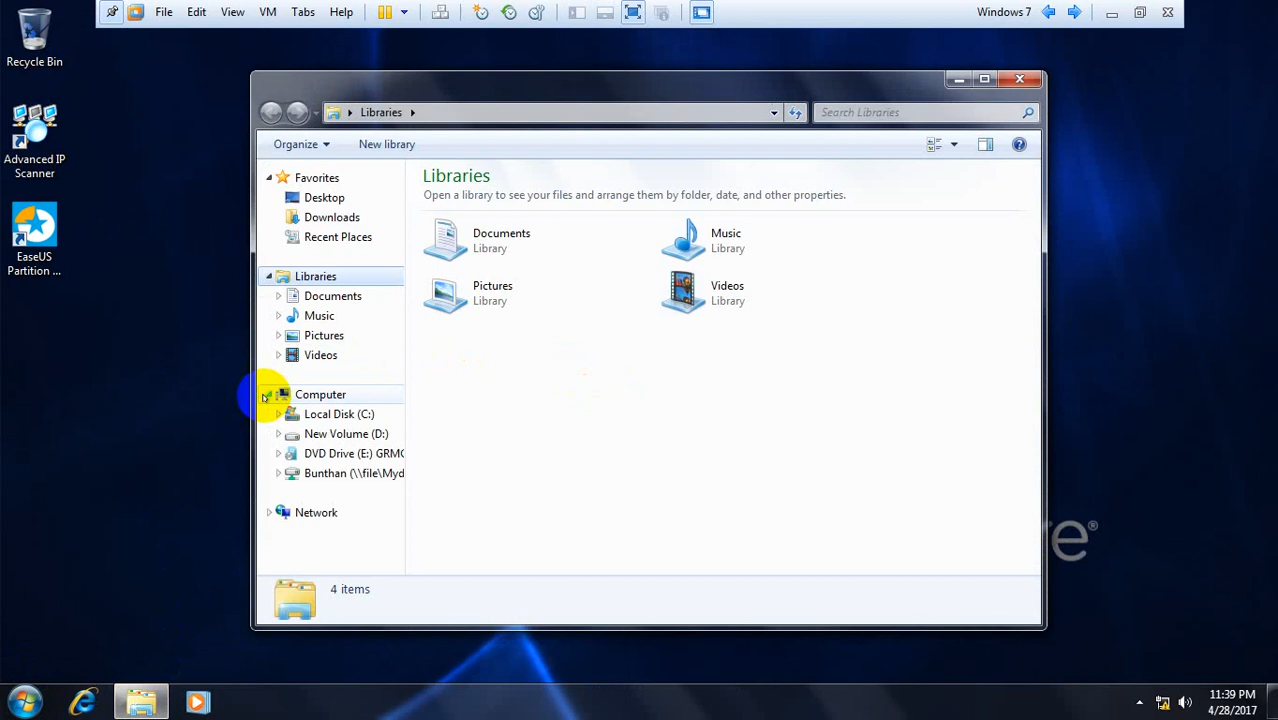 File Edit View VM Tabs Help
Windows 7
Recycle Bin
Advanced IP
Scanner
EaseUS
Partition ...
Libraries
Search Libraries
Organize
New library
Favorites
Desktop
Downloads
Recent Places
Libraries
Documents
Music
Pictures
Videos
Computer
Local Disk (C:)
New Volume (D:)
DVD Drive (E:) GRMC
Bunthan (\\file\Myd
Network
Libraries
Open a library to see your files and arrange them by folder, date, and other properties.
Documents
Library
Music
Library
Pictures
Library
Videos
Library
4 items
re®
11:39 PM
4/28/2017